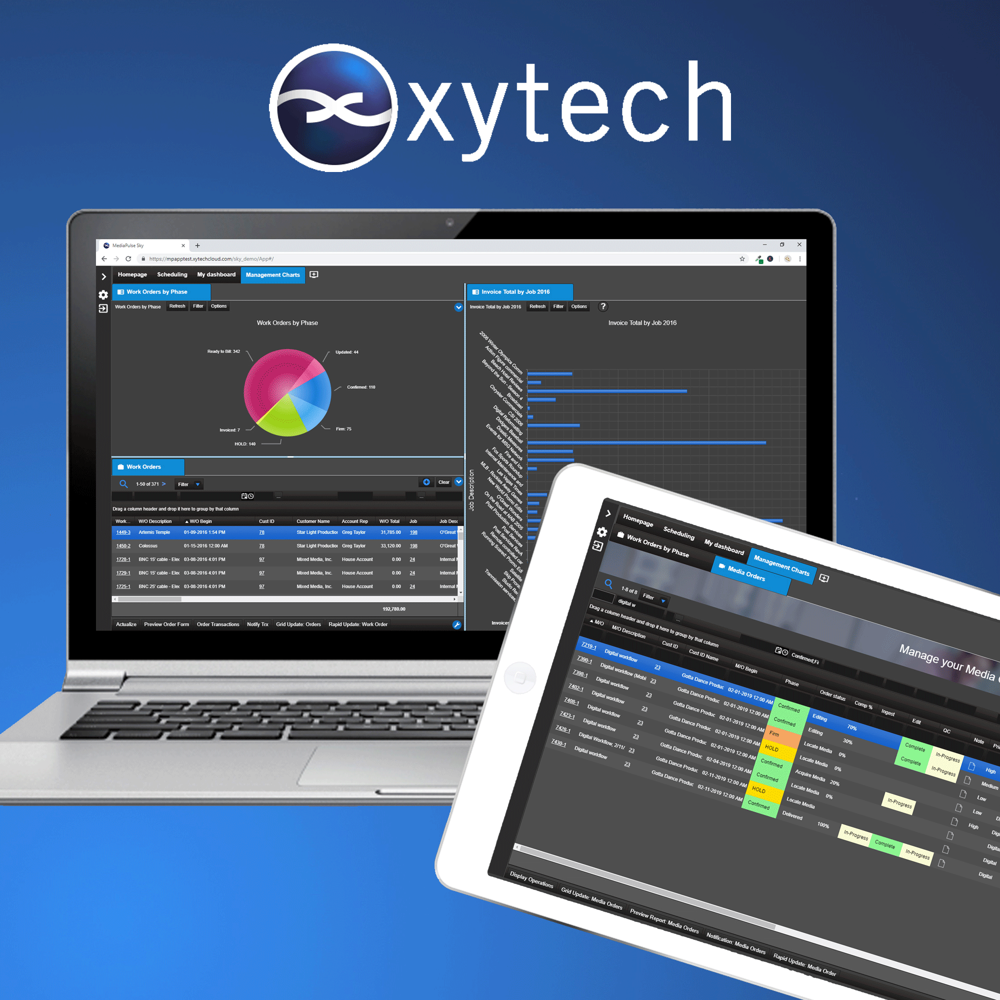 xytech
MediaPulse Sky
https://mpapptest.xytechcloud.com/sky_demo/App#/
Homepage Scheduling My dashboard Management Charts
Work Orders by Phase
Work Orders by Phase Refresh Filter Options
Work Orders by Phase
Ready to Bill: 342
Updated: 44
Confirmed: 110
Firm: 75
Invoiced: 7
HOLD: 140
Invoice Total by Job 2016
Invoice Total by Job 2016 Refresh Filter Options ?
Invoice Total by Job 2016
2006 Winter Olympics Comm
Action Figure commercial
Beach Hotel Reviews
Beyond the Sun - Season 4
Broadcast
Chrysler Commercials
CSI 2006
Digital Reformatting
Dodgers Baseball
Drastic Measures
Events for MSG Network
Fire and Ice
Fox Sports Roundup
Internal Maintenance and
Las Vegas Times
MLB - Rockies Away Games
New World Promo Edits
O'Great Wonders
On the Road at NAB 2005
Post Production Services
Post Services
Post Services RevA
Remote controlled car
Running Scared: Promo Edi
Satellite
Skip Prora
Studio Re
Tranmission services,
Job Description
Work Orders
1-50 of 371 > Filter Clear
Drag a column header and drop it here to group by that column
Work... W/O Description W/O Begin Cust ID Customer Name Account Rep W/O Total Job Job Desc
1449-3 Artemis Temple 01-09-2016 1:54 PM 78 Star Light Production Greg Taylor 31,785.00 198 O'Great
1450-2 Colossus 01-15-2016 12:00 AM 78 Star Light Production Greg Taylor 33,120.00 198 O'Great
1728-1 BNC 15' cable - Elec 03-08-2016 4:01 PM 97 Mixed Media, Inc. House Account 0.00 24 Internal
1729-1 BNC 15' cable - Elec 03-08-2016 4:01 PM 97 Mixed Media, Inc. House Account 0.00 24 Internal
1725-1 BNC 25' cable - Elec 03-08-2016 4:01 PM 97 Mixed Media, Inc. House Account 0.00 24 Internal
192,780.00
Actualize Preview Order Form Order Transactions Notify Trx Grid Update: Orders Rapid Update: Work Order
Homepage Scheduling My dashboard Management Charts
Work Orders by Phase Media Orders
Manage your Media
1-8 of 8 Filter
digital w Confirmed,Fi
Drag a column header and drop it here to group by that column
M/O M/O Description Cust ID Cust ID Name M/O Begin Phase Order status Comp % Ingest Edit QC Note Pri
7219-1 Digital workflow 23 Gotta Dance Produc 02-01-2019 12:00 AM Confirmed Editing 70% Complete In-Progress High
7390-1 Digital workflow (Mobi 23 Gotta Dance Produc 02-01-2019 12:00 AM Confirmed Editing 30% Complete In-Progress Medium
7398-1 Digital workflow 23 Gotta Dance Produc 02-01-2019 12:00 AM Firm Locate Media 0% Low
7402-1 Digital workflow 23 Gotta Dance Produc 02-01-2019 12:00 AM HOLD Locate Media 0% Low
7408-1 Digital workflow 23 Gotta Dance Produc 02-01-2019 12:00 AM Confirmed Acquire Media 20% In-Progress High Digi
7423-1 Digital workflow 23 Gotta Dance Produc 02-04-2019 12:00 AM Confirmed Locate Media 0% Digital
7428-1 Digital Workflow, 2/11/ 23 Gotta Dance Produc 02-11-2019 12:00 AM HOLD Locate Media Digital
7430-1 Digital workflow 23 Gotta Dance Produc 02-11-2019 12:00 AM Confirmed Delivered 100% In-Progress Complete In-Progress Digital
Display Operations Grid Update: Media Orders Preview Report: Media Orders Notification: Media Orders Rapid Update: Media Order